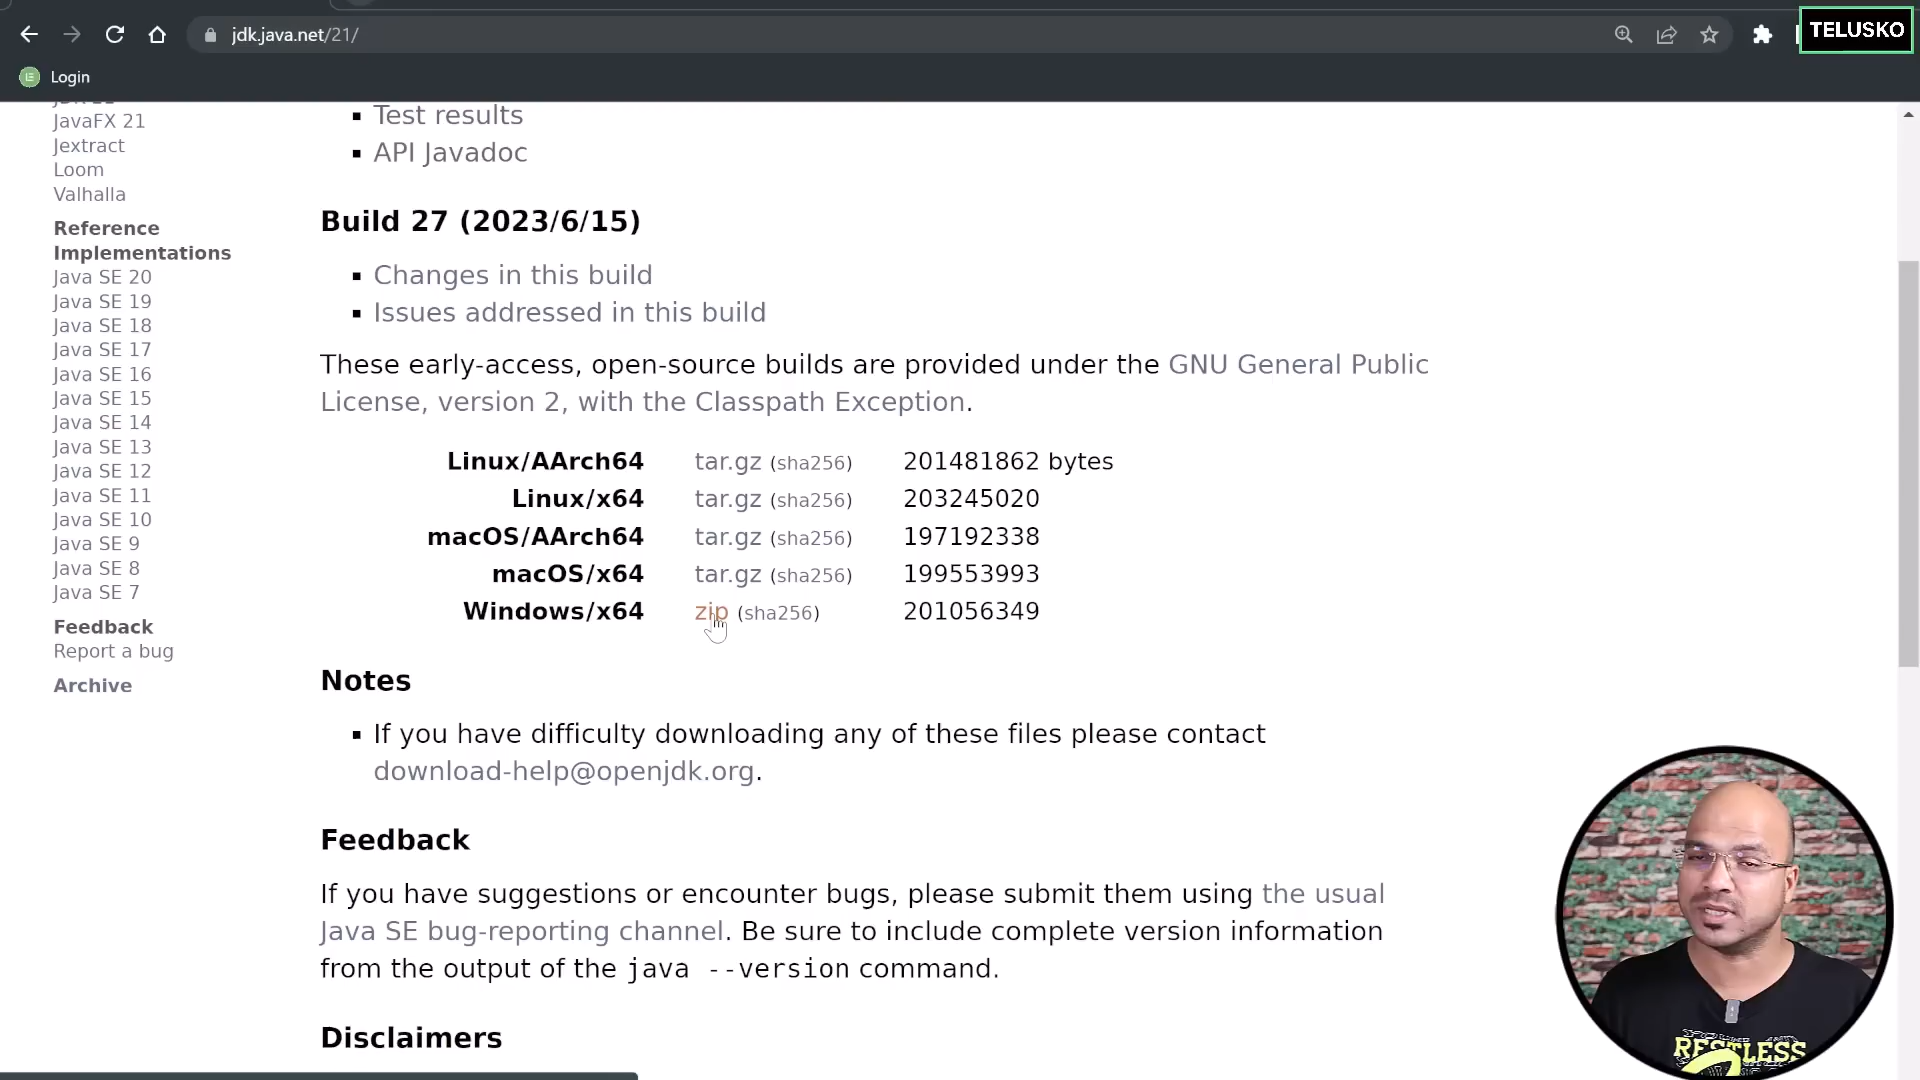 jdk.java.net/21/
TELUSKO
Login
JavaFX 21
Jextract
Loom
Valhalla
Reference
Implementations
Java SE 20
Java SE 19
Java SE 18
Java SE 17
Java SE 16
Java SE 15
Java SE 14
Java SE 13
Java SE 12
Java SE 11
Java SE 10
Java SE 9
Java SE 8
Java SE 7
Feedback
Report a bug
Archive
Test results
API Javadoc
Build 27 (2023/6/15)
Changes in this build
Issues addressed in this build
These early-access, open-source builds are provided under the GNU General Public
License, version 2, with the Classpath Exception.
Linux/AArch64 tar.gz (sha256) 201481862 bytes
Linux/x64 tar.gz (sha256) 203245020
macOS/AArch64 tar.gz (sha256) 197192338
macOS/x64 tar.gz (sha256) 199553993
Windows/x64 zip (sha256) 201056349
Notes
If you have difficulty downloading any of these files please contact
download-help@openjdk.org.
Feedback
If you have suggestions or encounter bugs, please submit them using the usual
Java SE bug-reporting channel. Be sure to include complete version information
from the output of the java --version command.
Disclaimers
RESTLESS